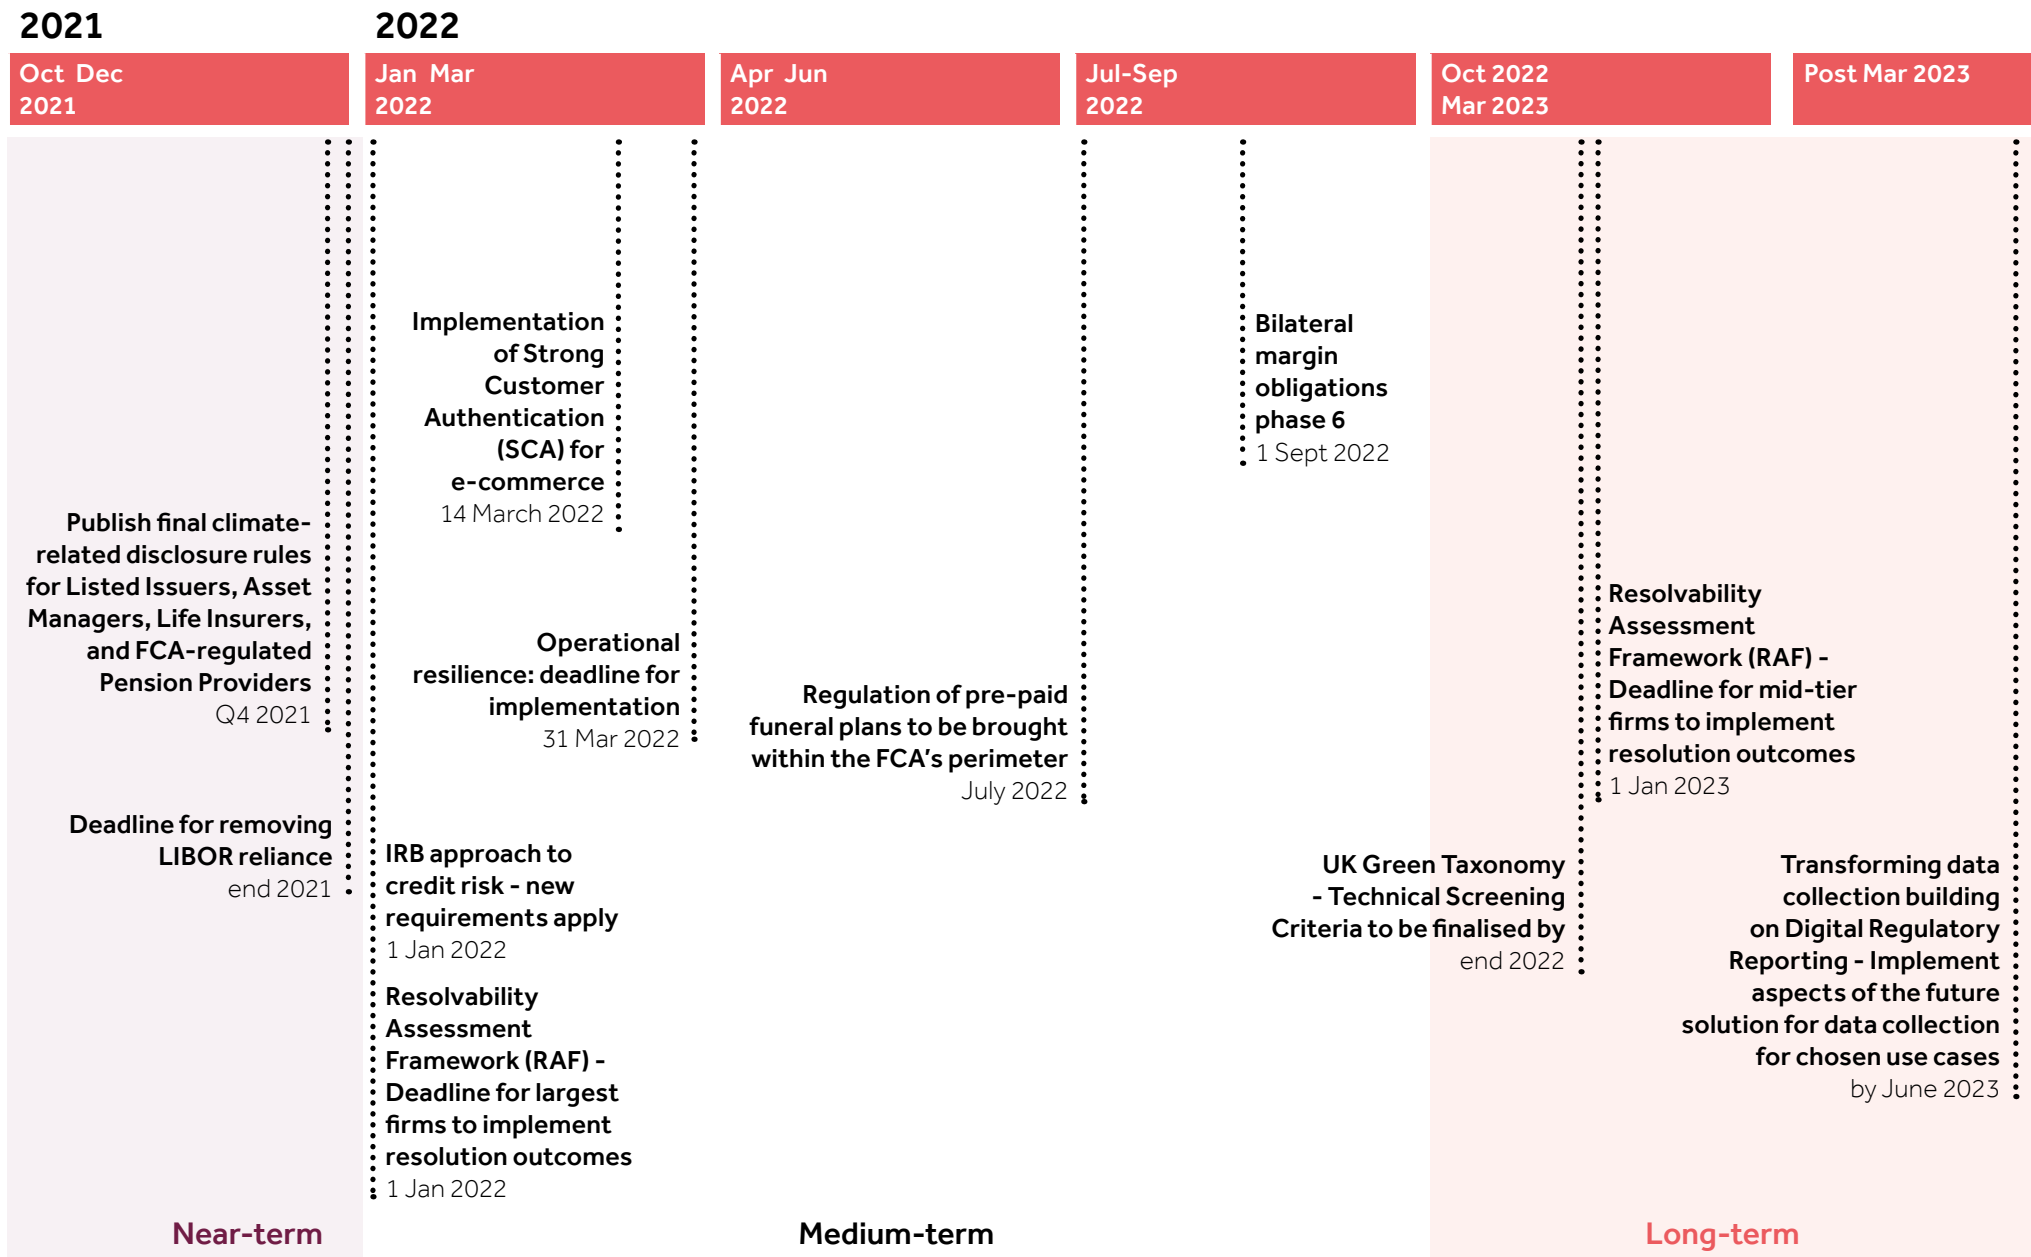 2021
2022
Oct Dec
2021
Jan Mar
2022
Apr Jun
2022
Jul-Sep
2022
Oct 2022
Mar 2023
Post Mar 2023
Publish final climate-
related disclosure rules
for Listed Issuers, Asset
Managers, Life Insurers,
and FCA-regulated
Pension Providers
Q4 2021
Deadline for removing
LIBOR reliance
end 2021
Implementation
of Strong
Customer
Authentication
(SCA) for
e-commerce
14 March 2022
Operational
resilience: deadline for
implementation
31 Mar 2022
IRB approach to
credit risk - new
requirements apply
1 Jan 2022
Resolvability
Assessment
Framework (RAF) -
Deadline for largest
firms to implement
resolution outcomes
1 Jan 2022
Regulation of pre-paid
funeral plans to be brought
within the FCA's perimeter
July 2022
Bilateral
margin
obligations
phase 6
1 Sept 2022
UK Green Taxonomy
- Technical Screening
Criteria to be finalised by
end 2022
Resolvability
Assessment
Framework (RAF) -
Deadline for mid-tier
firms to implement
resolution outcomes
1 Jan 2023
Transforming data
collection building
on Digital Regulatory
Reporting - Implement
aspects of the future
solution for data collection
for chosen use cases
by June 2023
Near-term
Medium-term
Long-term